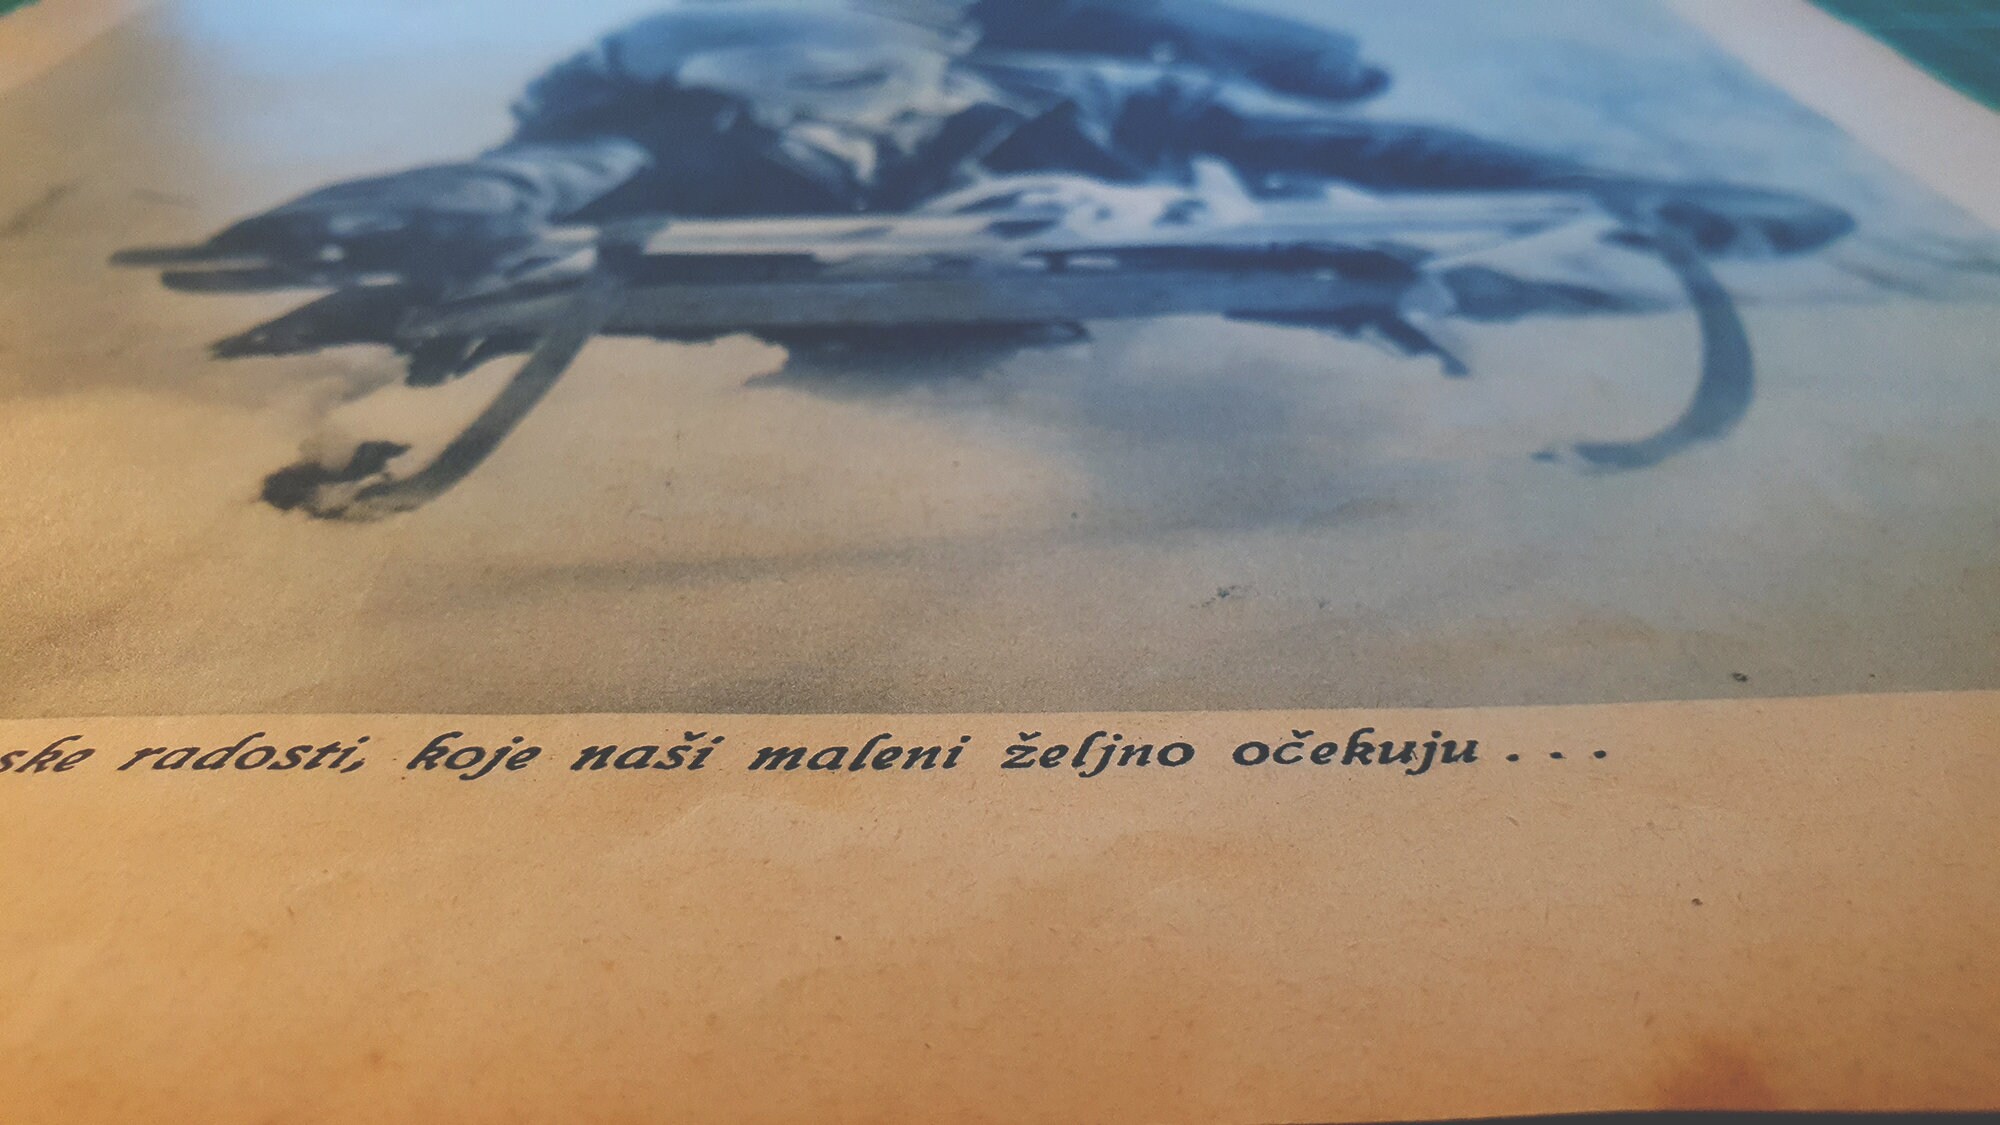 ske radosti, koje naši maleni željno očekuju . . .